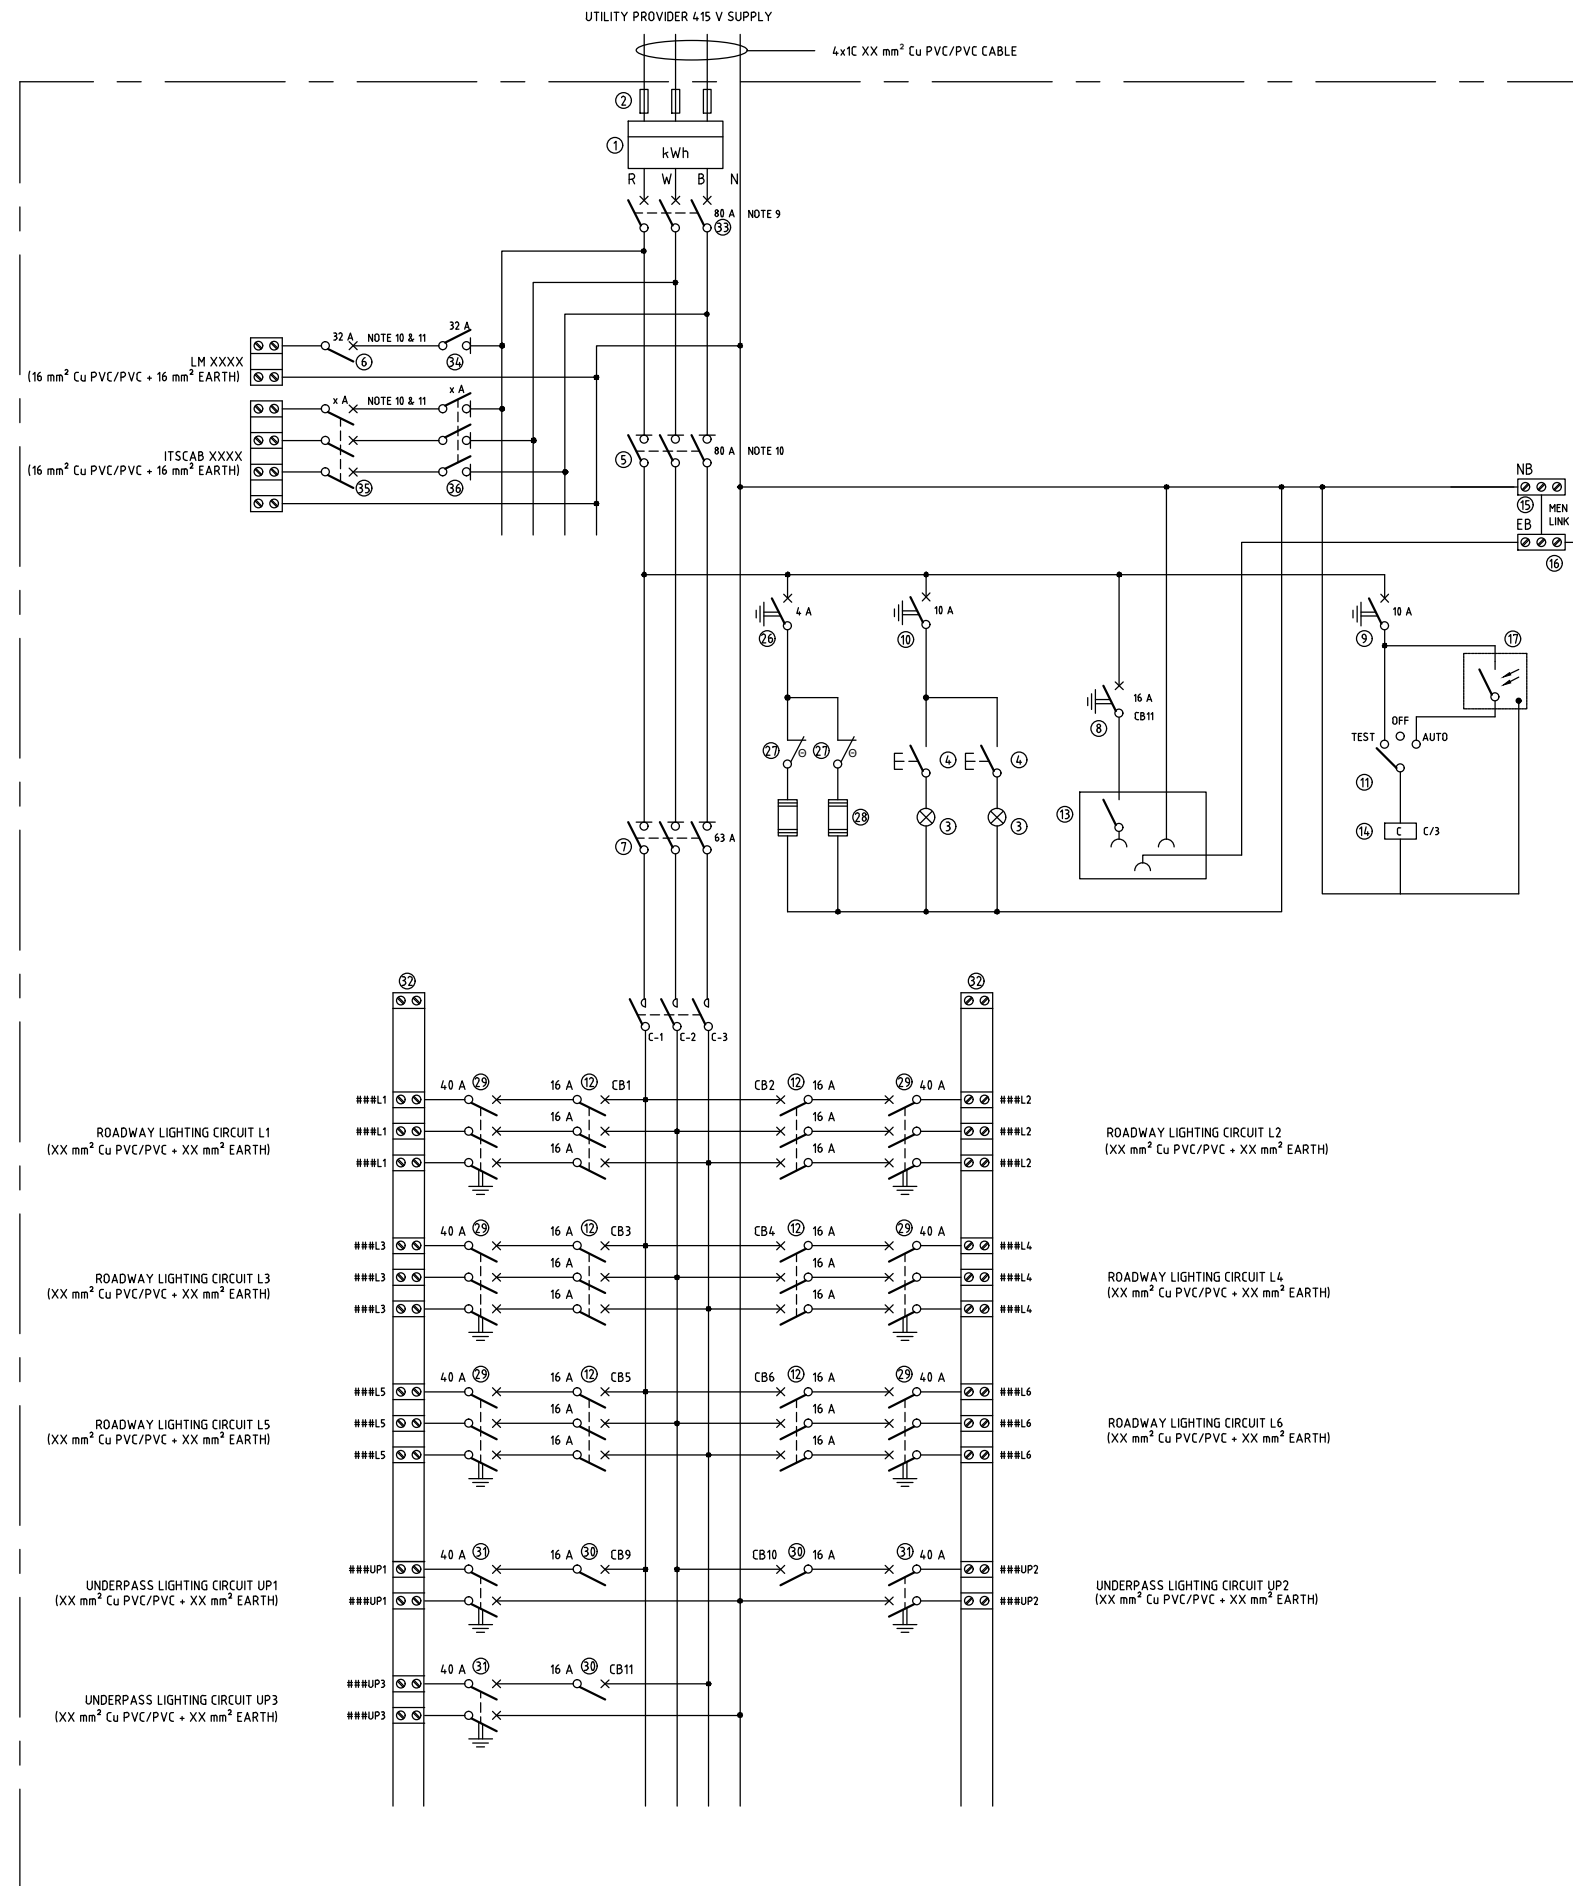 UTILITY PROVIDER 415 V SUPPLY
4x1C XX mm² Cu PVC/PVC CABLE
2
1
kWh
R W B N
80 A NOTE 9
33
32 A NOTE 10 & 11 32 A
6 34
LM XXXX
(16 mm² Cu PVC/PVC + 16 mm² EARTH)
x A NOTE 10 & 11 x A
ITSCAB XXXX
(16 mm² Cu PVC/PVC + 16 mm² EARTH)
35 36
5 80 A NOTE 10
NB
15 MEN
LINK
EB
16
4 A
26
10 A
10
10 A
9
17
16 A
CB11
8
OFF
TEST AUTO
11
27 27 4 4
28 3 3
13
14 C C/3
7 63 A
32 32
C-1 C-2 C-3
40 A 29 16 A 12 CB1 CB2 12 16 A 29 40 A
###L1 ###L2
16 A 16 A
###L1 ###L2
ROADWAY LIGHTING CIRCUIT L1
(XX mm² Cu PVC/PVC + XX mm² EARTH)
ROADWAY LIGHTING CIRCUIT L2
(XX mm² Cu PVC/PVC + XX mm² EARTH)
16 A 16 A
###L1 ###L2
40 A 29 16 A 12 CB3 CB4 12 16 A 29 40 A
###L3 ###L4
16 A 16 A
###L3 ###L4
ROADWAY LIGHTING CIRCUIT L3
(XX mm² Cu PVC/PVC + XX mm² EARTH)
ROADWAY LIGHTING CIRCUIT L4
(XX mm² Cu PVC/PVC + XX mm² EARTH)
16 A 16 A
###L3 ###L4
40 A 29 16 A 12 CB5 CB6 12 16 A 29 40 A
###L5 ###L6
16 A 16 A
###L5 ###L6
ROADWAY LIGHTING CIRCUIT L5
(XX mm² Cu PVC/PVC + XX mm² EARTH)
ROADWAY LIGHTING CIRCUIT L6
(XX mm² Cu PVC/PVC + XX mm² EARTH)
16 A 16 A
###L5 ###L6
40 A 31 16 A 30 CB9 CB10 30 16 A 31 40 A
###UP1 ###UP2
UNDERPASS LIGHTING CIRCUIT UP1
(XX mm² Cu PVC/PVC + XX mm² EARTH)
UNDERPASS LIGHTING CIRCUIT UP2
(XX mm² Cu PVC/PVC + XX mm² EARTH)
###UP1 ###UP2
40 A 31 16 A 30 CB11
###UP3
UNDERPASS LIGHTING CIRCUIT UP3
(XX mm² Cu PVC/PVC + XX mm² EARTH)
###UP3